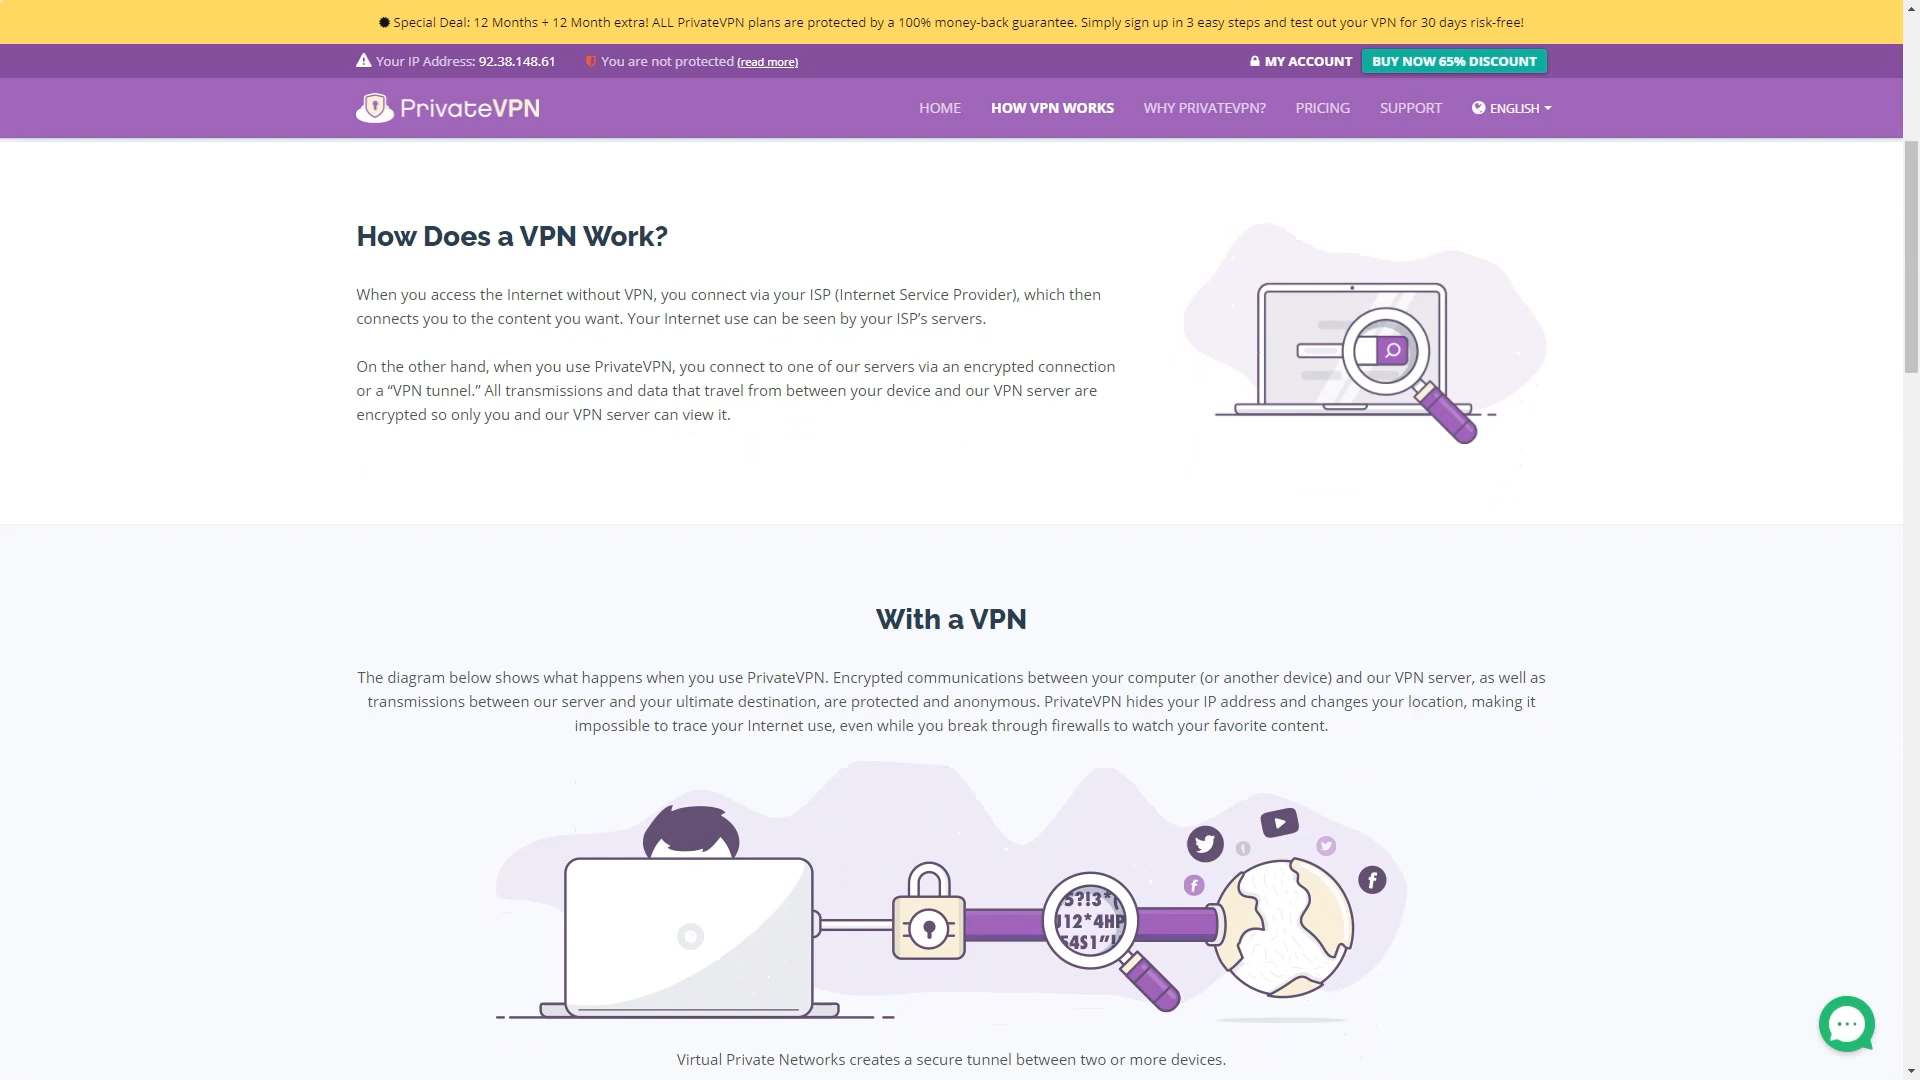 Special Deal: 12 Months + 12 Month extra! ALL PrivateVPN plans are protected by a 100% money-back guarantee. Simply sign up in 3 easy steps and test out your VPN for 30 days risk-free!
Your IP Address: 92.38.148.61 You are not protected (read more) MY ACCOUNT BUY NOW 65% DISCOUNT
PrivateVPN HOME HOW VPN WORKS WHY PRIVATEVPN? PRICING SUPPORT ENGLISH
How Does a VPN Work?
When you access the Internet without VPN, you connect via your ISP (Internet Service Provider), which then
connects you to the content you want. Your Internet use can be seen by your ISP’s servers.
On the other hand, when you use PrivateVPN, you connect to one of our servers via an encrypted connection
or a “VPN tunnel.” All transmissions and data that travel from between your device and our VPN server are
encrypted so only you and our VPN server can view it.
With a VPN
The diagram below shows what happens when you use PrivateVPN. Encrypted communications between your computer (or another device) and our VPN server, as well as
transmissions between our server and your ultimate destination, are protected and anonymous. PrivateVPN hides your IP address and changes your location, making it
impossible to trace your Internet use, even while you break through firewalls to watch your favorite content.
5?!3*(
J12*4HP
54S1"!
Virtual Private Networks creates a secure tunnel between two or more devices.